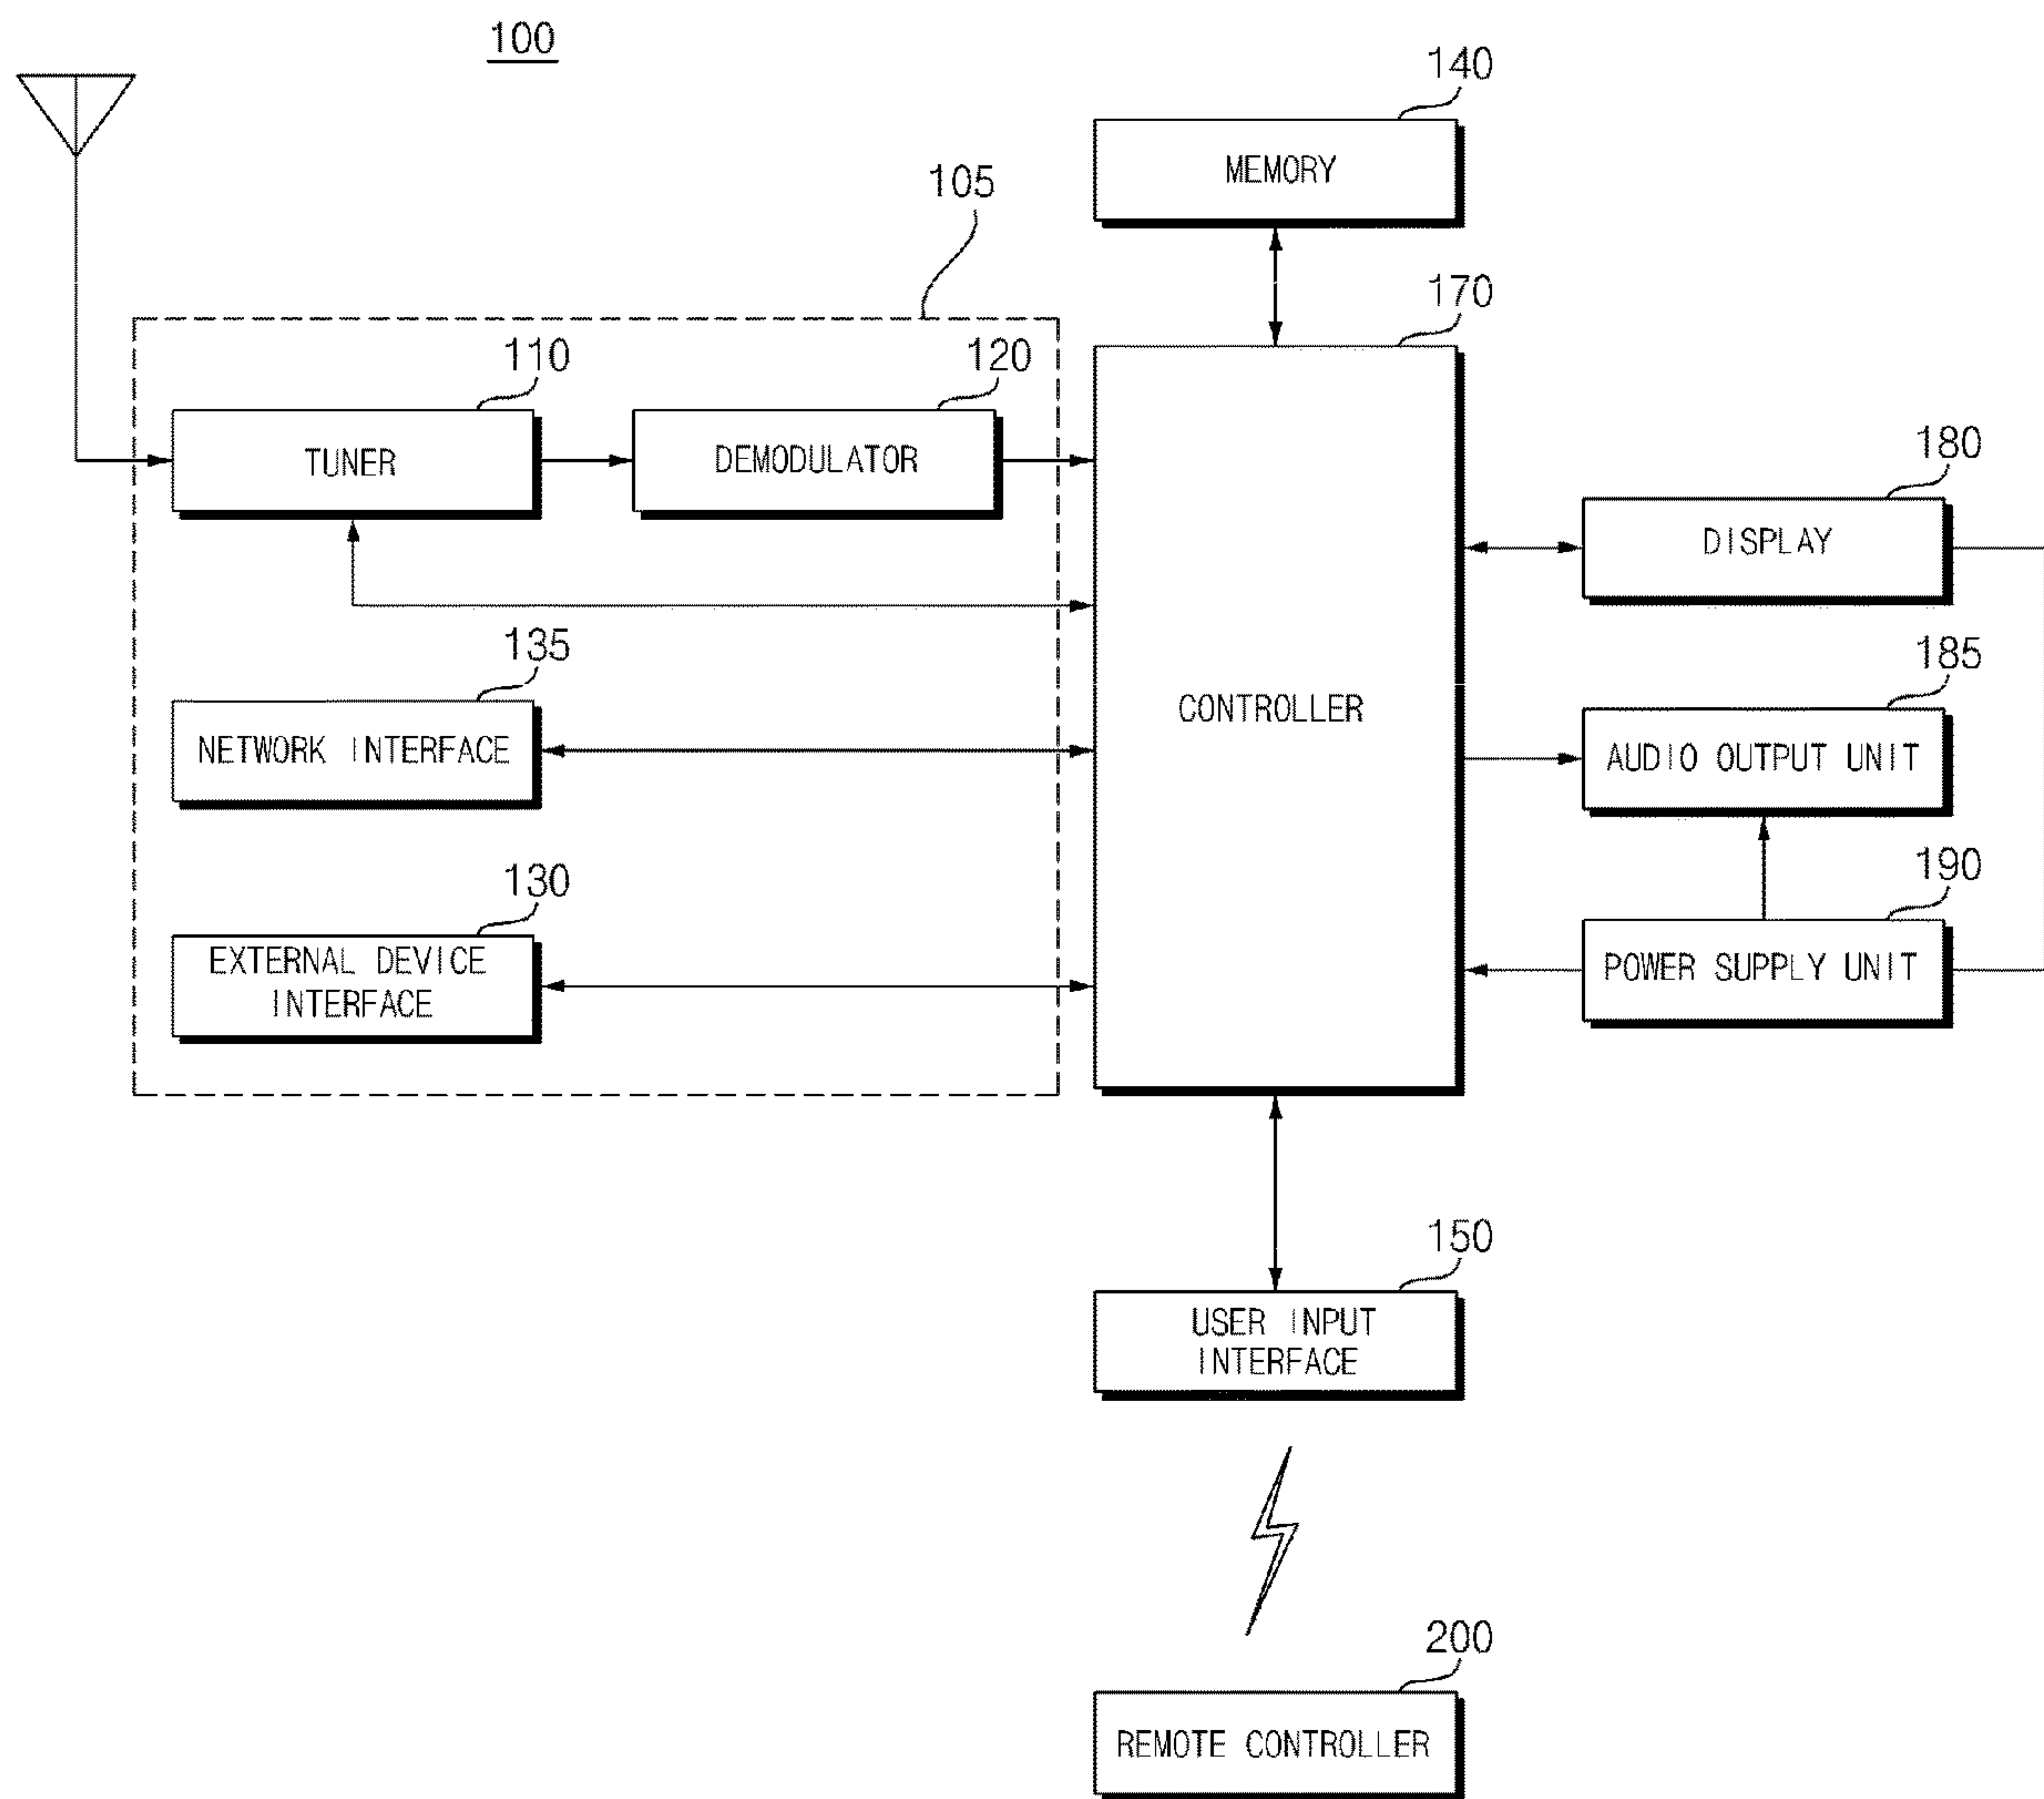 100
140
MEMORY
105
170
110
120
TUNER
DEMODULATOR
180
DISPLAY
135
185
NETWORK INTERFACE
CONTROLLER
AUDIO OUTPUT UNIT
130
190
EXTERNAL DEVICE
INTERFACE
POWER SUPPLY UNIT
150
USER INPUT
INTERFACE
200
REMOTE CONTROLLER